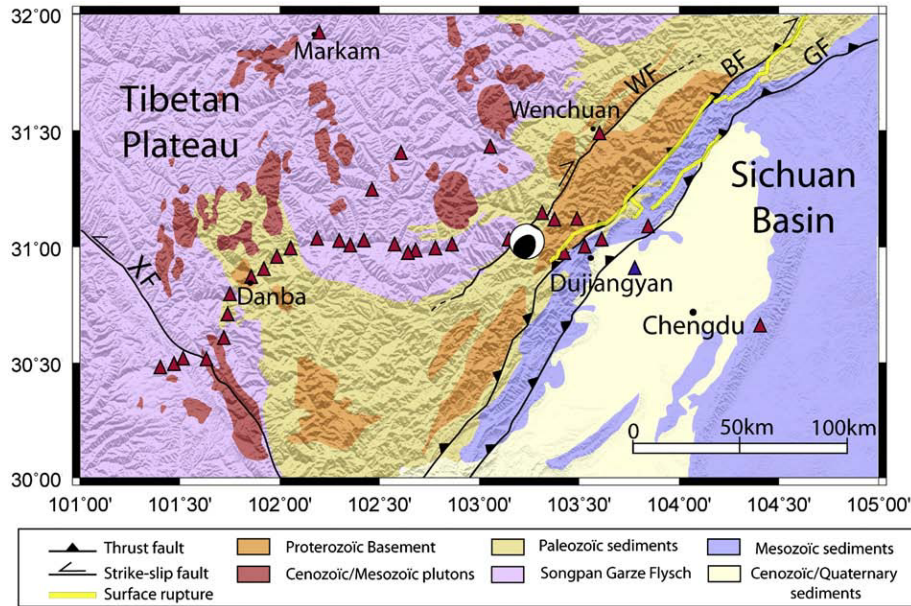 32°00'
31°30'
31°00'
30°30'
30°00'
Markam
Tibetan
Plateau
Wenchuan
WF
BF
GF
Sichuan
Basin
XF
Danba
Dujiangyan
Chengdu
0 50km 100km
101°00' 101°30' 102°00' 102°30' 103°00' 103°30' 104°00' 104°30' 105°00'
Thrust fault
Strike-slip fault
Surface rupture
Proterozoïc Basement
Cenozoïc/Mesozoïc plutons
Paleozoïc sediments
Songpan Garze Flysch
Mesozoïc sediments
Cenozoïc/Quaternary
sediments